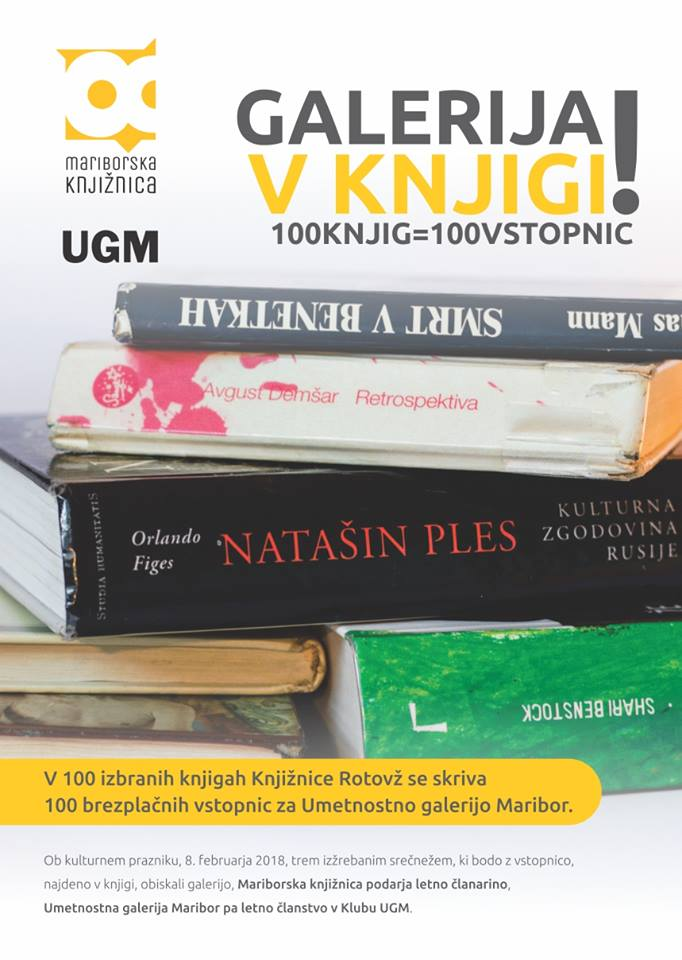 mariborska
knjižnica
UGM
GALERIJA
V KNJIGI!
100KNJIG=100VSTOPNIC
SMRT V BENETKAH
as Mann
Avgust Demšar Retrospektiva
STUDIA HUMANITATIS
Orlando
Figes
NATAŠIN PLES
KULTURNA
ZGODOVINA
RUSIJE
SHARI BENSTOCK
V 100 izbranih knjigah Knjižnice Rotovž se skriva
100 brezplačnih vstopnic za Umetnostno galerijo Maribor.
Ob kulturnem prazniku, 8. februarja 2018, trem izžrebanim srečnežem, ki bodo z vstopnico,
najdeno v knjigi, obiskali galerijo, Mariborska knjižnica podarja letno članarino,
Umetnostna galerija Maribor pa letno članstvo v Klubu UGM.